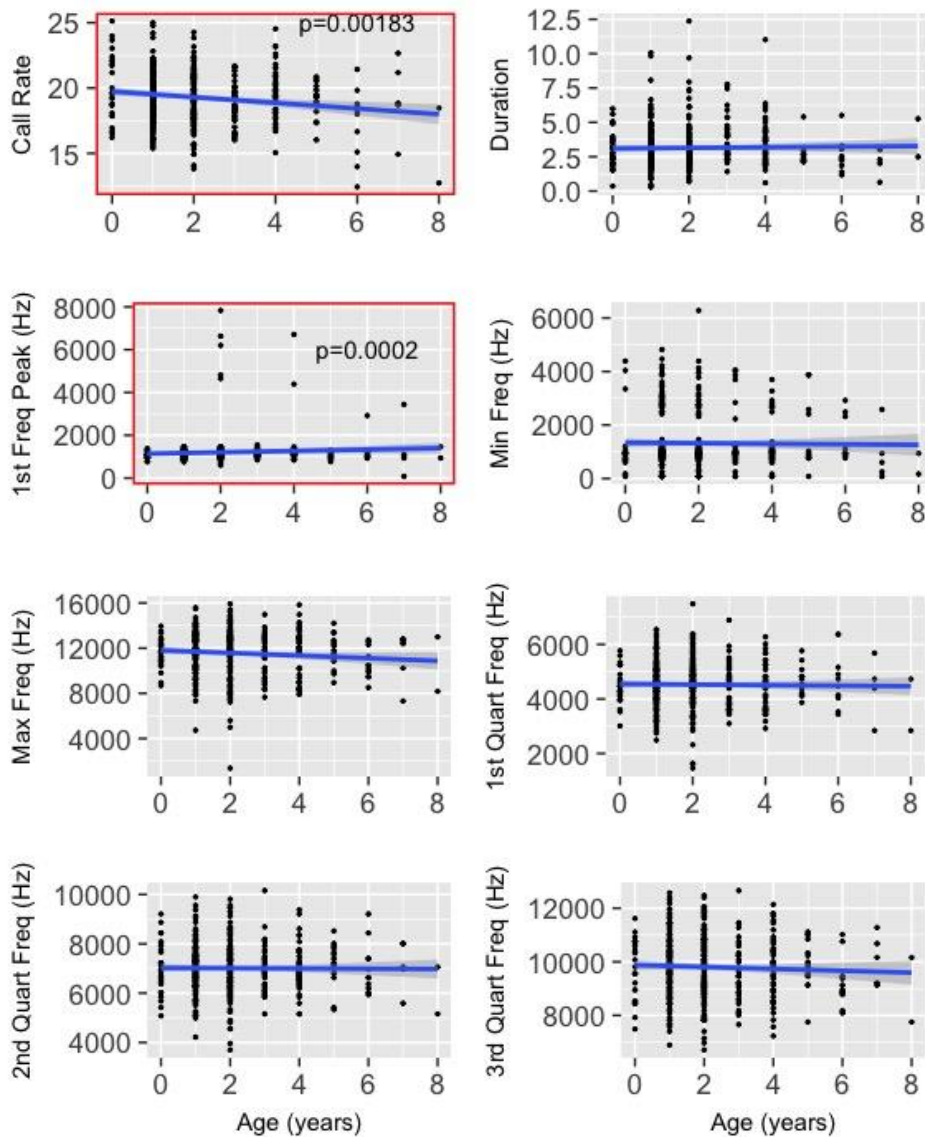 p=0.00183
Call Rate
25
20
15
0 2 4 6 8
Duration
12.5
10.0
7.5
5.0
2.5
0.0
0 2 4 6 8
1st Freq Peak (Hz)
8000
6000
4000
2000
0
p=0.0002
0 2 4 6 8
Min Freq (Hz)
6000
4000
2000
0
0 2 4 6 8
Max Freq (Hz)
16000
12000
8000
4000
0 2 4 6 8
1st Quart Freq (Hz)
6000
4000
2000
0 2 4 6 8
2nd Quart Freq (Hz)
10000
8000
6000
4000
0 2 4 6 8
Age (years)
3rd Quart Freq (Hz)
12000
10000
8000
0 2 4 6 8
Age (years)